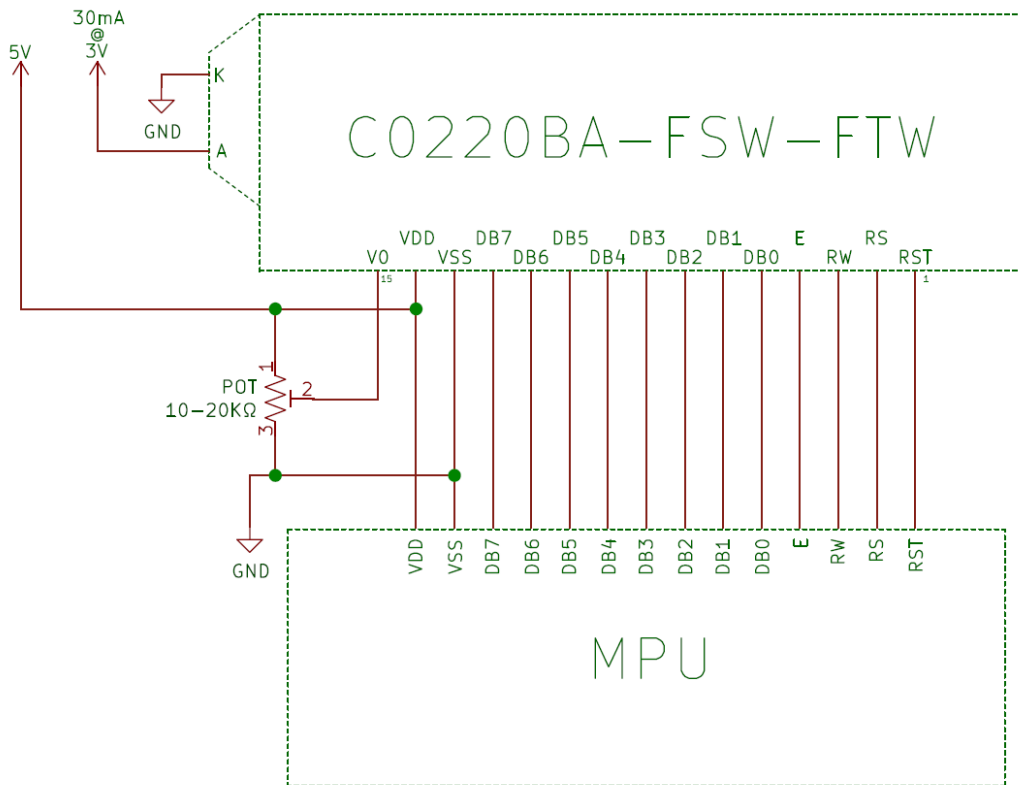 30mA
@
3V
5V
K
GND
A
C0220BA-FSW-FTW
VDD DB7 DB5 DB3 DB1 E RS
V0 VSS DB6 DB4 DB2 DB0 RW RST
15 1
1
POT 2
10-20KΩ
3
GND
VDD VSS DB7 DB6 DB5 DB4 DB3 DB2 DB1 DB0 E RW RS RST
MPU